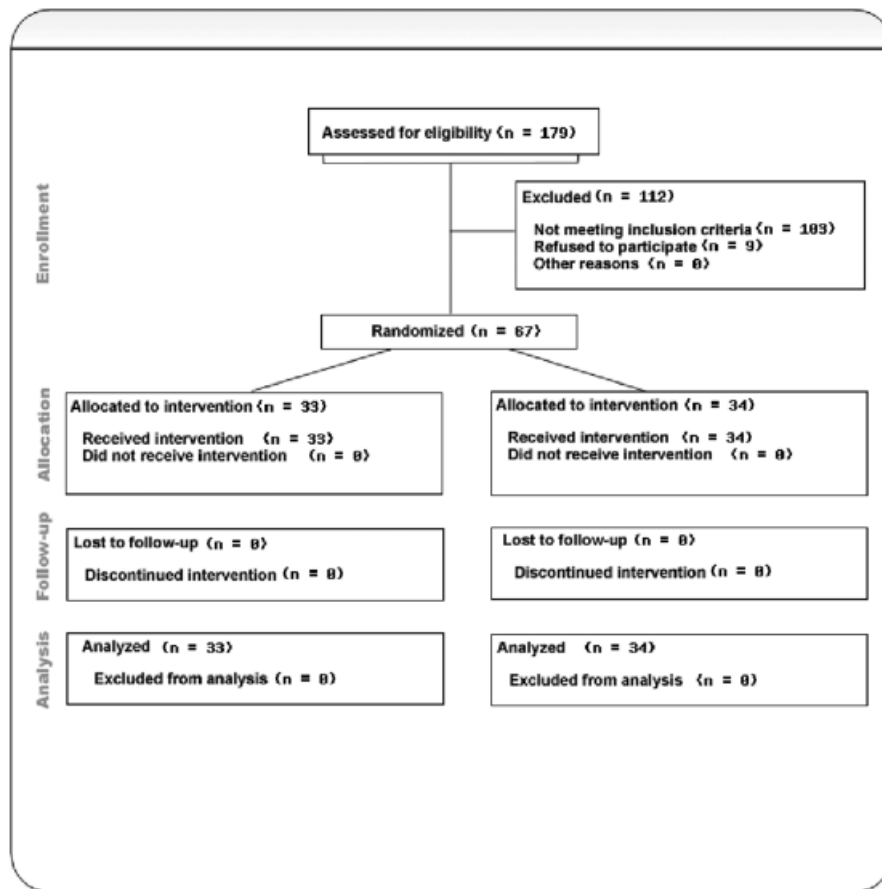 Assessed for eligibility (n = 179)
Enrollment
Excluded (n = 112)
Not meeting inclusion criteria (n = 103)
Refused to participate (n = 9)
Other reasons (n = 0)
Randomized (n = 67)
Allocation
Allocated to intervention (n = 33)
Received intervention (n = 33)
Did not receive intervention (n = 0)
Allocated to intervention (n = 34)
Received intervention (n = 34)
Did not receive intervention (n = 0)
Follow-up
Lost to follow-up (n = 0)
Discontinued intervention (n = 0)
Lost to follow-up (n = 0)
Discontinued intervention (n = 0)
Analysis
Analyzed (n = 33)
Excluded from analysis (n = 0)
Analyzed (n = 34)
Excluded from analysis (n = 0)